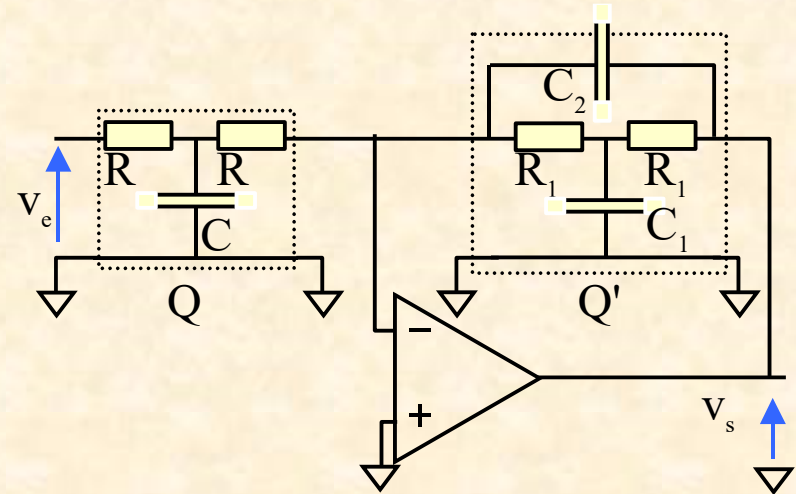 C₂
R R R₁ R₁
vₑ
C C₁
Q Q'
−
+
vₛ